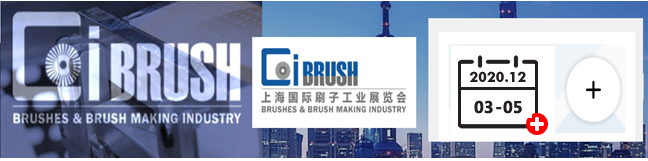 CiBRUSH
BRUSHES & BRUSH MAKING INDUSTRY
CiBRUSH
上海国际刷子工业展览会
BRUSHES & BRUSH MAKING INDUSTRY
2020.12
03-05